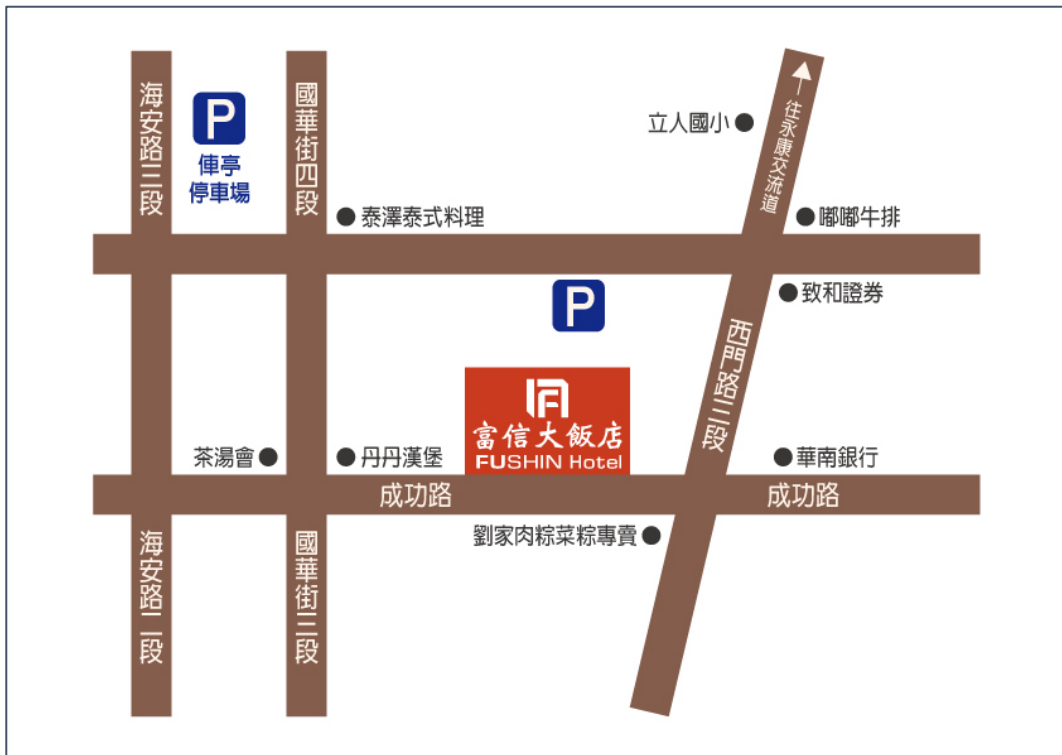 海安路三段
P
俥亭
停車場
國華街四段
立人國小
往永康交流道
泰澤泰式料理
嘟嘟牛排
P
致和證券
西門路三段
富信大飯店
FUSHIN Hotel
茶湯會
丹丹漢堡
華南銀行
成功路
成功路
劉家肉粽菜粽專賣
海安路二段
國華街三段